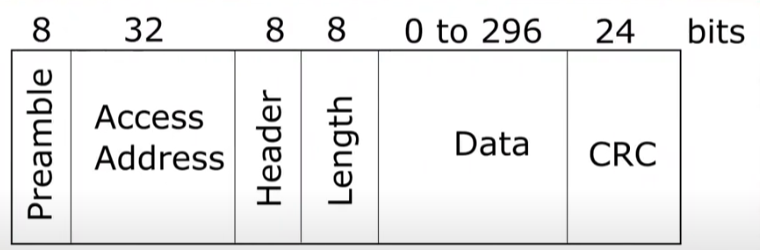 8 32 8 8 0 to 296 24 bits
Preamble
Access
Address
Header
Length
Data
CRC